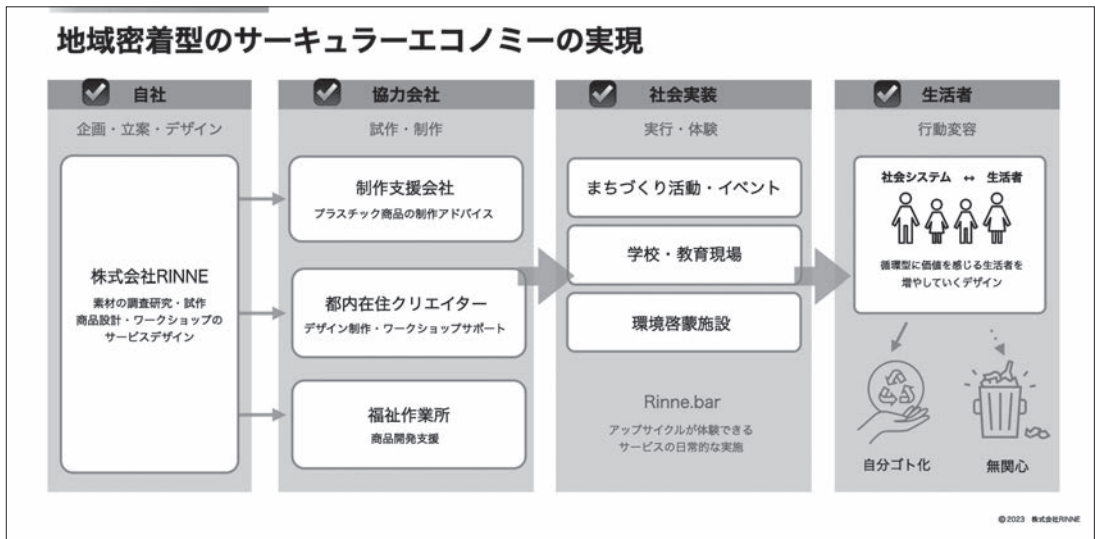 地域密着型のサーキュラーエコノミーの実現
自社
企画・立案・デザイン
株式会社RINNE
素材の調査研究・試作
商品設計・ワークショップの
サービスデザイン
協力会社
試作・制作
制作支援会社
プラスチック商品の制作アドバイス
都内在住クリエイター
デザイン制作・ワークショップサポート
福祉作業所
商品開発支援
社会実装
実行・体験
まちづくり活動・イベント
学校・教育現場
環境啓蒙施設
Rinne.bar
アップサイクルが体験できる
サービスの日常的な実施
生活者
行動変容
社会システム ↔ 生活者
循環型に価値を感じる生活者を
増やしていくデザイン
自分ゴト化
無関心
©2023 株式会社RINNE